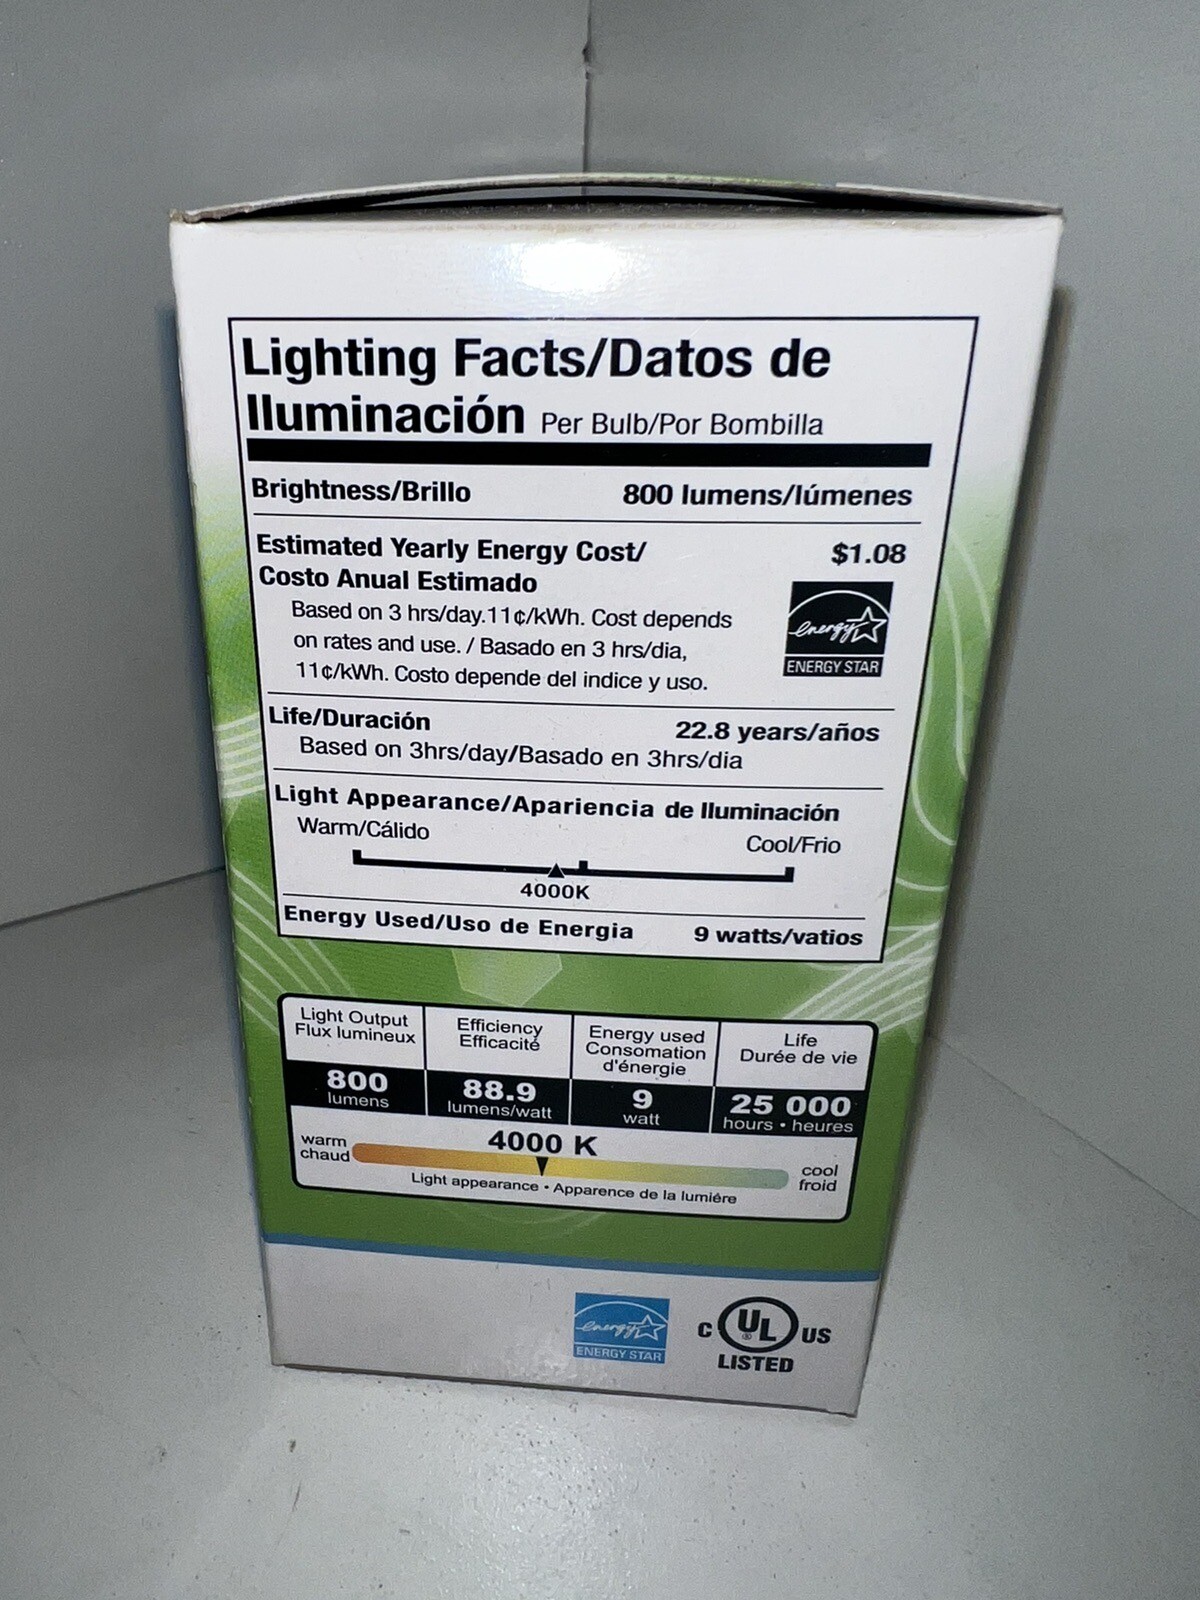 Lighting Facts/Datos de
Iluminación Per Bulb/Por Bombilla
Brightness/Brillo 800 lumens/lúmenes
Estimated Yearly Energy Cost/ $1.08
Costo Anual Estimado
Based on 3 hrs/day.11¢/kWh. Cost depends
on rates and use. / Basado en 3 hrs/dia,
11¢/kWh. Costo depende del indice y uso.
energy
ENERGY STAR
Life/Duración 22.8 years/años
Based on 3hrs/day/Basado en 3hrs/dia
Light Appearance/Apariencia de Iluminación
Warm/Cálido Cool/Frio
4000K
Energy Used/Uso de Energia 9 watts/vatios
Light Output
Flux lumineux
800
lumens
Efficiency
Efficacité
88.9
lumens/watt
Energy used
Consomation
d'énergie
9
watt
Life
Durée de vie
25 000
hours • heures
warm
chaud
4000 K
cool
froid
Light appearance • Apparence de la lumiére
energy
ENERGY STAR
C UL® US
LISTED